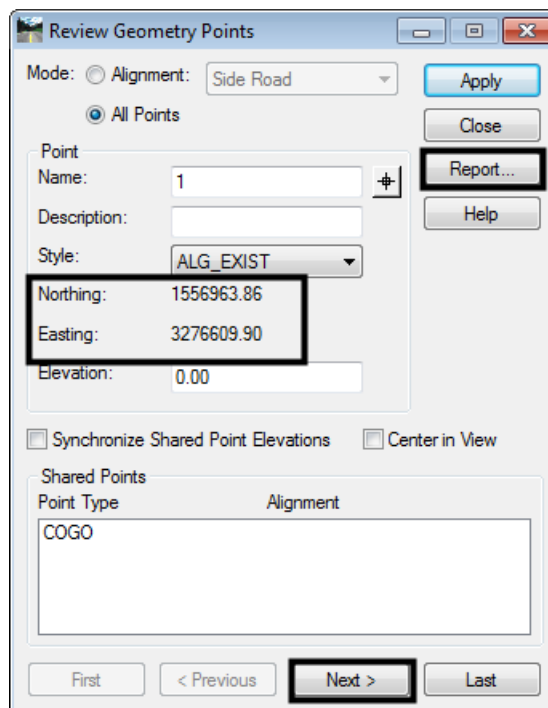 Review Geometry Points
Mode: Alignment: Side Road
All Points
Apply
Close
Report...
Help
Point
Name: 1
Description:
Style: ALG_EXIST
Northing: 1556963.86
Easting: 3276609.90
Elevation: 0.00
Synchronize Shared Point Elevations Center in View
Shared Points
Point Type Alignment
COGO
First < Previous Next > Last